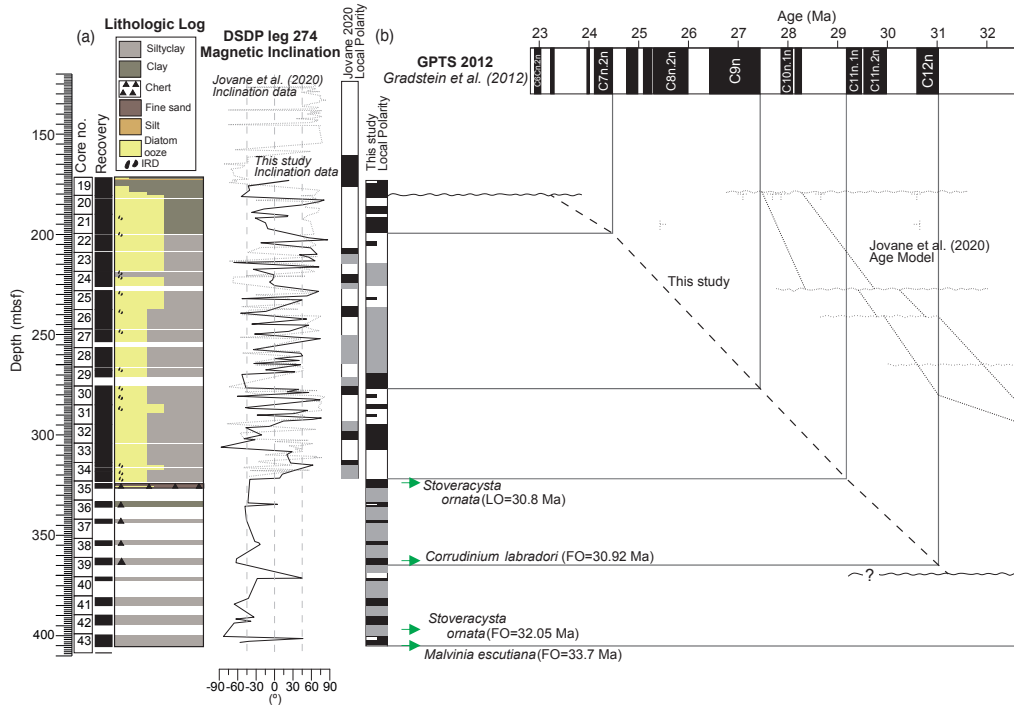 Lithologic Log
(a)
Siltyclay
Clay
Chert
Fine sand
Silt
Diatom
ooze
IRD
DSDP leg 274
Magnetic Inclination
Jovane et al. (2020)
Inclination data
This study
Inclination data
Jovane 2020
Local Polarity
(b)
GPTS 2012
Gradstein et al. (2012)
Age (Ma)
23 24 25 26 27 28 29 30 31 32
C6Cn.2n
C7n.2n
C8n.2n
C9n
C10n.1n
C11n.1n
C11n.2n
C12n
This study
Local Polarity
Depth (mbsf)
150
200
250
300
350
400
Core no.
Recovery
19
20
21
22
23
24
25
26
27
28
29
30
31
32
33
34
35
36
37
38
39
40
41
42
43
This study
Jovane et al. (2020)
Age Model
Stoveracysta
ornata (LO=30.8 Ma)
Corrudinium labradori (FO=30.92 Ma)
?
Stoveracysta
ornata (FO=32.05 Ma)
Malvinia escutiana (FO=33.7 Ma)
-90 -60 -30 0 30 60 90
(°)